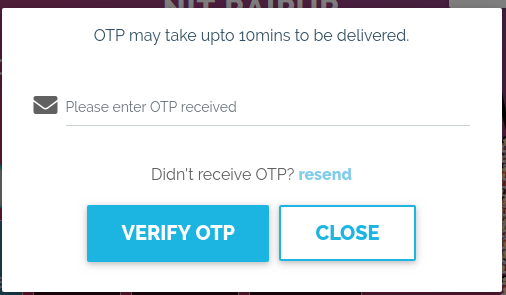 NIT RAIPUR
OTP may take upto 10mins to be delivered.
Please enter OTP received
Didn't receive OTP? resend
VERIFY OTP
CLOSE